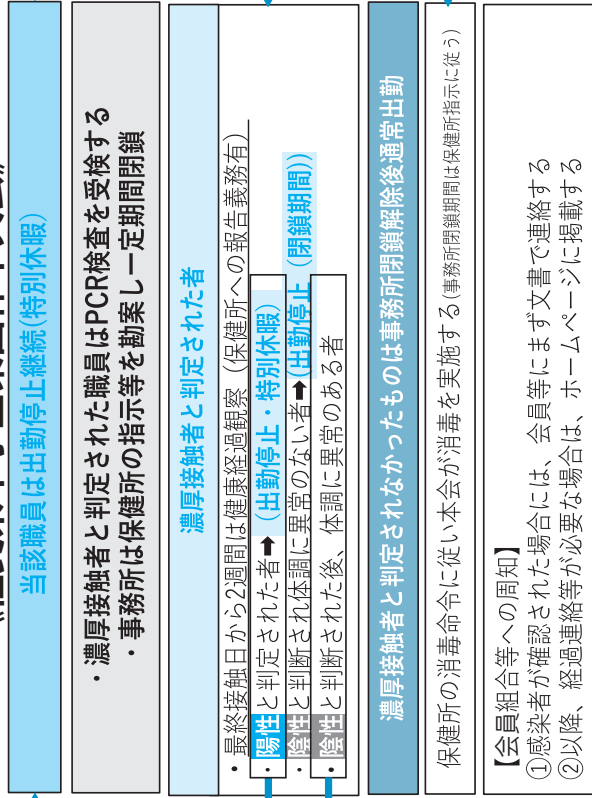 当該職員は出勤停止継続(特別休暇)
・濃厚接触者と判定された職員はPCR検査を受検する
・事務所は保健所の指示等を勘案し一定期間閉鎖
濃厚接触者と判定された者
・最終接触日から2週間は健康経過観察（保健所への報告義務有）
・陽性と判定された者➡（出勤停止・特別休暇）
・陰性と判断され体調に異常のない者➡(出勤停止（閉鎖期間))
・陰性と判断された後、体調に異常のある者
濃厚接触者と判定されなかったものは事務所閉鎖解除後通常出勤
保健所の消毒命令に従い本会が消毒を実施する(事務所閉鎖期間は保健所指示に従う)
【会員組合等への周知】
①感染者が確認された場合には、会員等にまず文書で連絡する
②以降、経過連絡等が必要な場合は、ホームページに掲載する